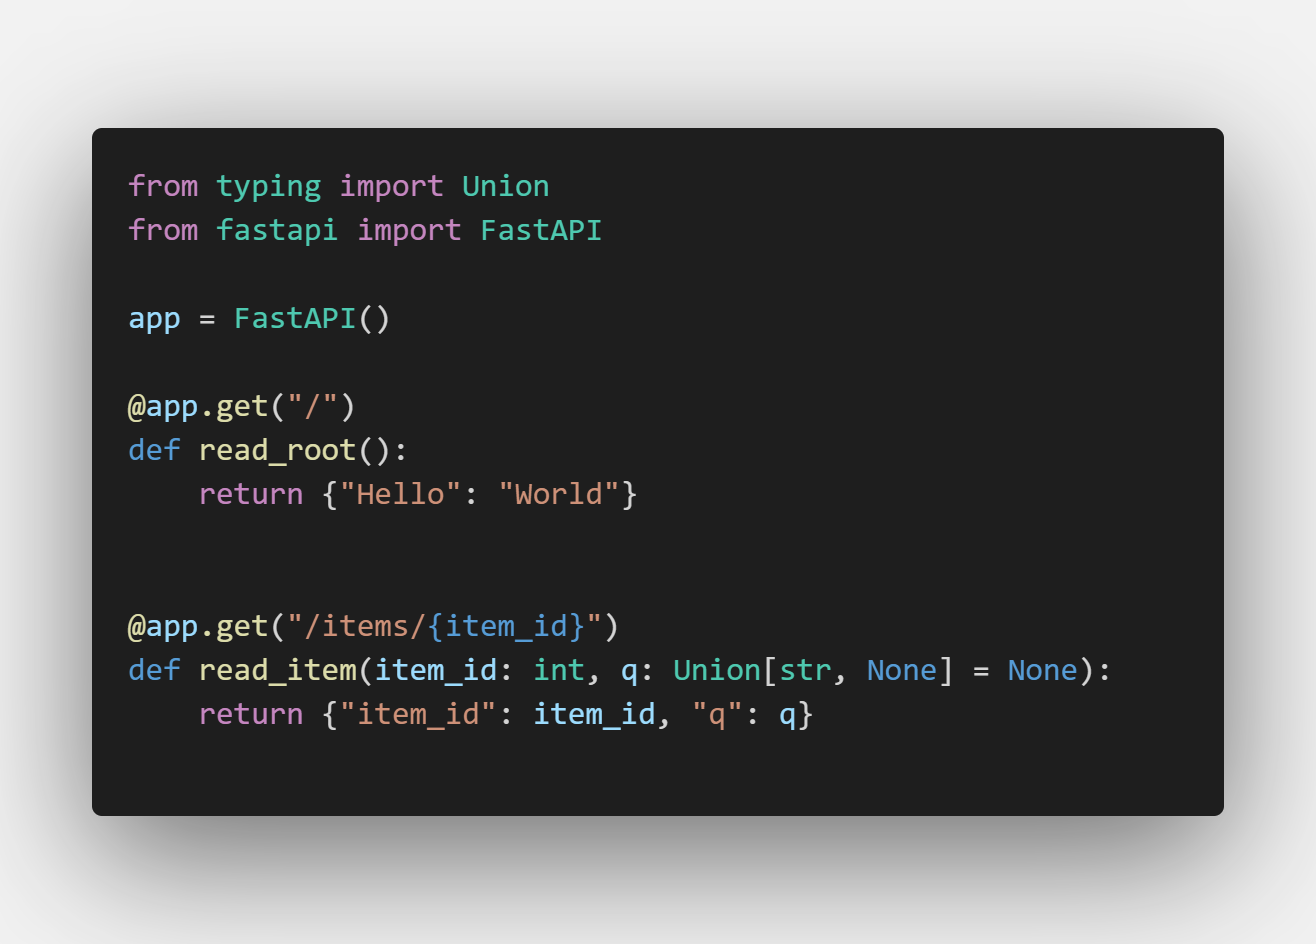 from typing import Union
from fastapi import FastAPI

app = FastAPI()

@app.get("/")
def read_root():
    return {"Hello": "World"}


@app.get("/items/{item_id}")
def read_item(item_id: int, q: Union[str, None] = None):
    return {"item_id": item_id, "q": q}